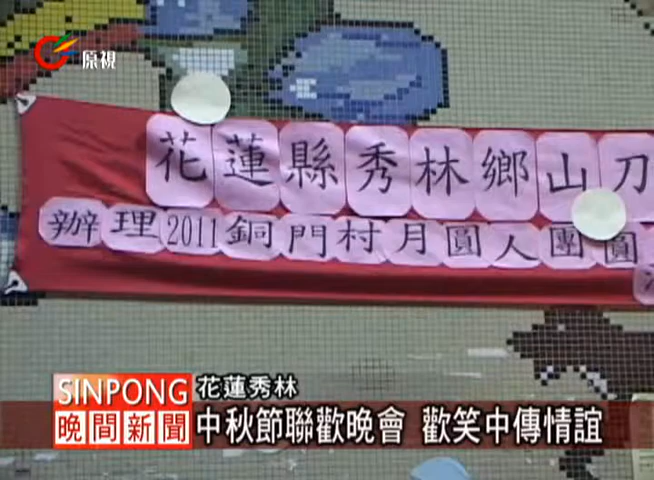 原視
花蓮縣秀林鄉山刀
辦理2011銅門村月圓人團圓
SINPONG
晚間新聞
花蓮秀林
中秋節聯歡晚會 歡笑中傳情誼